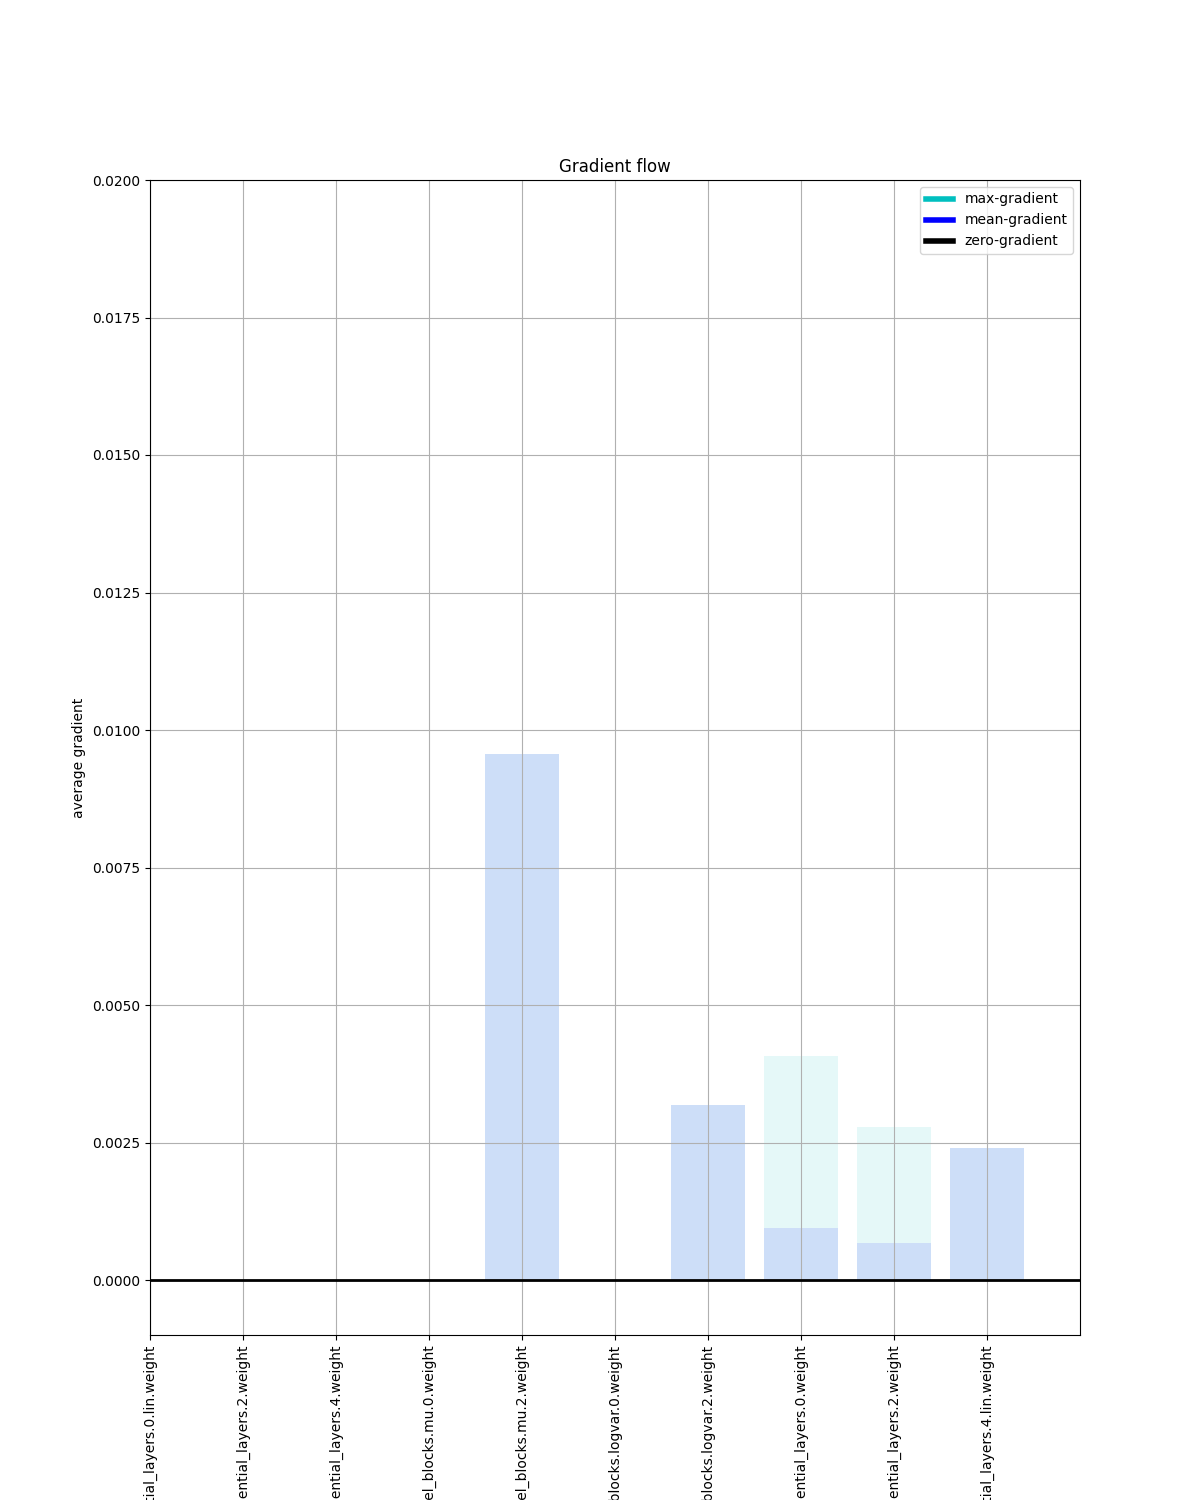 Gradient flow
max-gradient
mean-gradient
zero-gradient
0.0200
0.0175
0.0150
0.0125
0.0100
0.0075
0.0050
0.0025
0.0000
average gradient
tial_layers.0.lin.weight
ential_layers.2.weight
ential_layers.4.weight
el_blocks.mu.0.weight
el_blocks.mu.2.weight
blocks.logvar.0.weight
blocks.logvar.2.weight
ential_layers.0.weight
ential_layers.2.weight
tial_layers.4.lin.weight